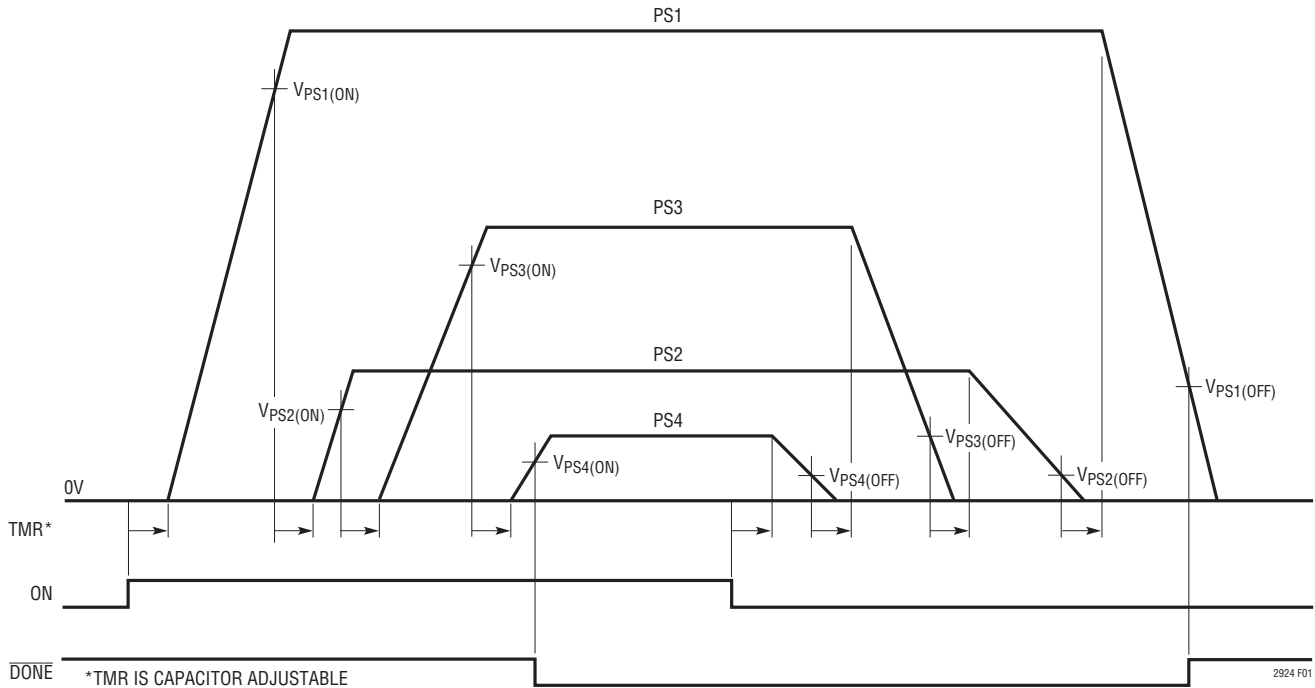 PS1
VPS1(ON)
PS3
VPS3(ON)
PS2
VPS1(OFF)
VPS2(ON)
PS4
VPS3(OFF)
VPS4(ON)
VPS4(OFF)
VPS2(OFF)
0V
TMR*
ON
DONE
*TMR IS CAPACITOR ADJUSTABLE
2924 F01